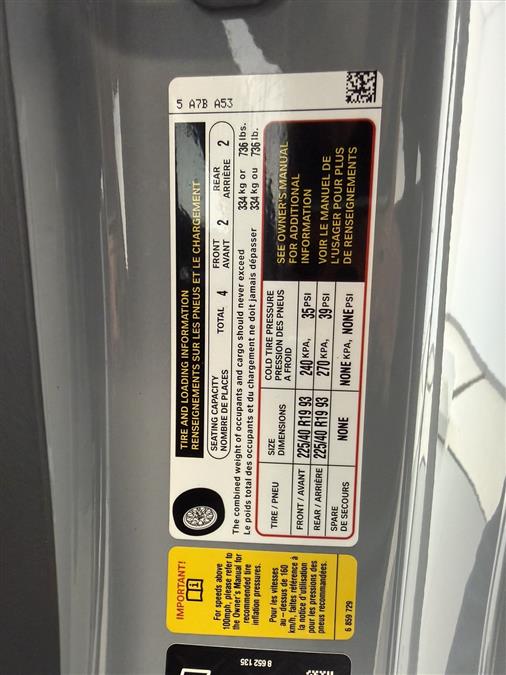 5 A7B A53
TIRE AND LOADING INFORMATION
RENSEIGNEMENTS SUR LES PNEUS ET LE CHARGEMENT
SEATING CAPACITY
NOMBRE DE PLACES
TOTAL 4
FRONT
AVANT 2
REAR
ARRIÈRE 2
The combined weight of occupants and cargo should never exceed 334 kg or 736 lbs.
Le poids total des occupants et du chargement ne doit jamais dépasser 334 kg ou 736 lb.
TIRE / PNEU
SIZE
DIMENSIONS
COLD TIRE PRESSURE
PRESSION DES PNEUS
A FROID
FRONT / AVANT 225/40 R19 93 240 KPA, 35 PSI
REAR / ARRIÈRE 225/40 R19 93 270 KPA, 39 PSI
SPARE
DE SECOURS
NONE NONE KPA, NONE PSI
SEE OWNER'S MANUAL
FOR ADDITIONAL
INFORMATION
VOIR LE MANUEL DE
L'USAGER POUR PLUS
DE RENSEIGNEMENTS
IMPORTANT!
i
For speeds above
100mph, please refer to
the Owner's Manual for
recommended tire
inflation pressures.
Pour les vitesses
au - dessus de 160
km/h, faites référence à
la notice d'utilisation
pour les pressions des
pneus recommandées.
6 859 729
8 652 135